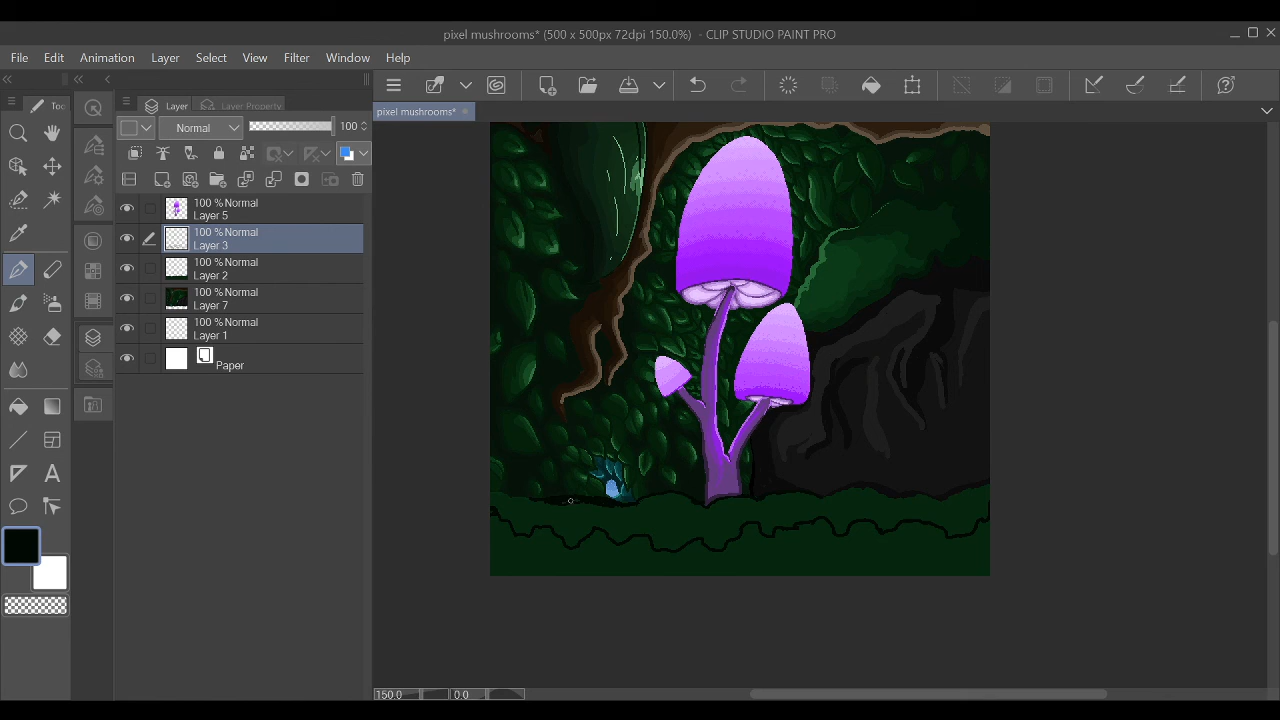 pixel mushrooms* (500 x 500px 72dpi 150.0%) - CLIP STUDIO PAINT PRO
File Edit Animation Layer Select View Filter Window Help
Too Layer Layer Property
pixel mushrooms*
Normal 100
100 %Normal
Layer 5
100 %Normal
Layer 3
100 %Normal
Layer 2
100 %Normal
Layer 7
100 %Normal
Layer 1
Paper
150.0 0.0